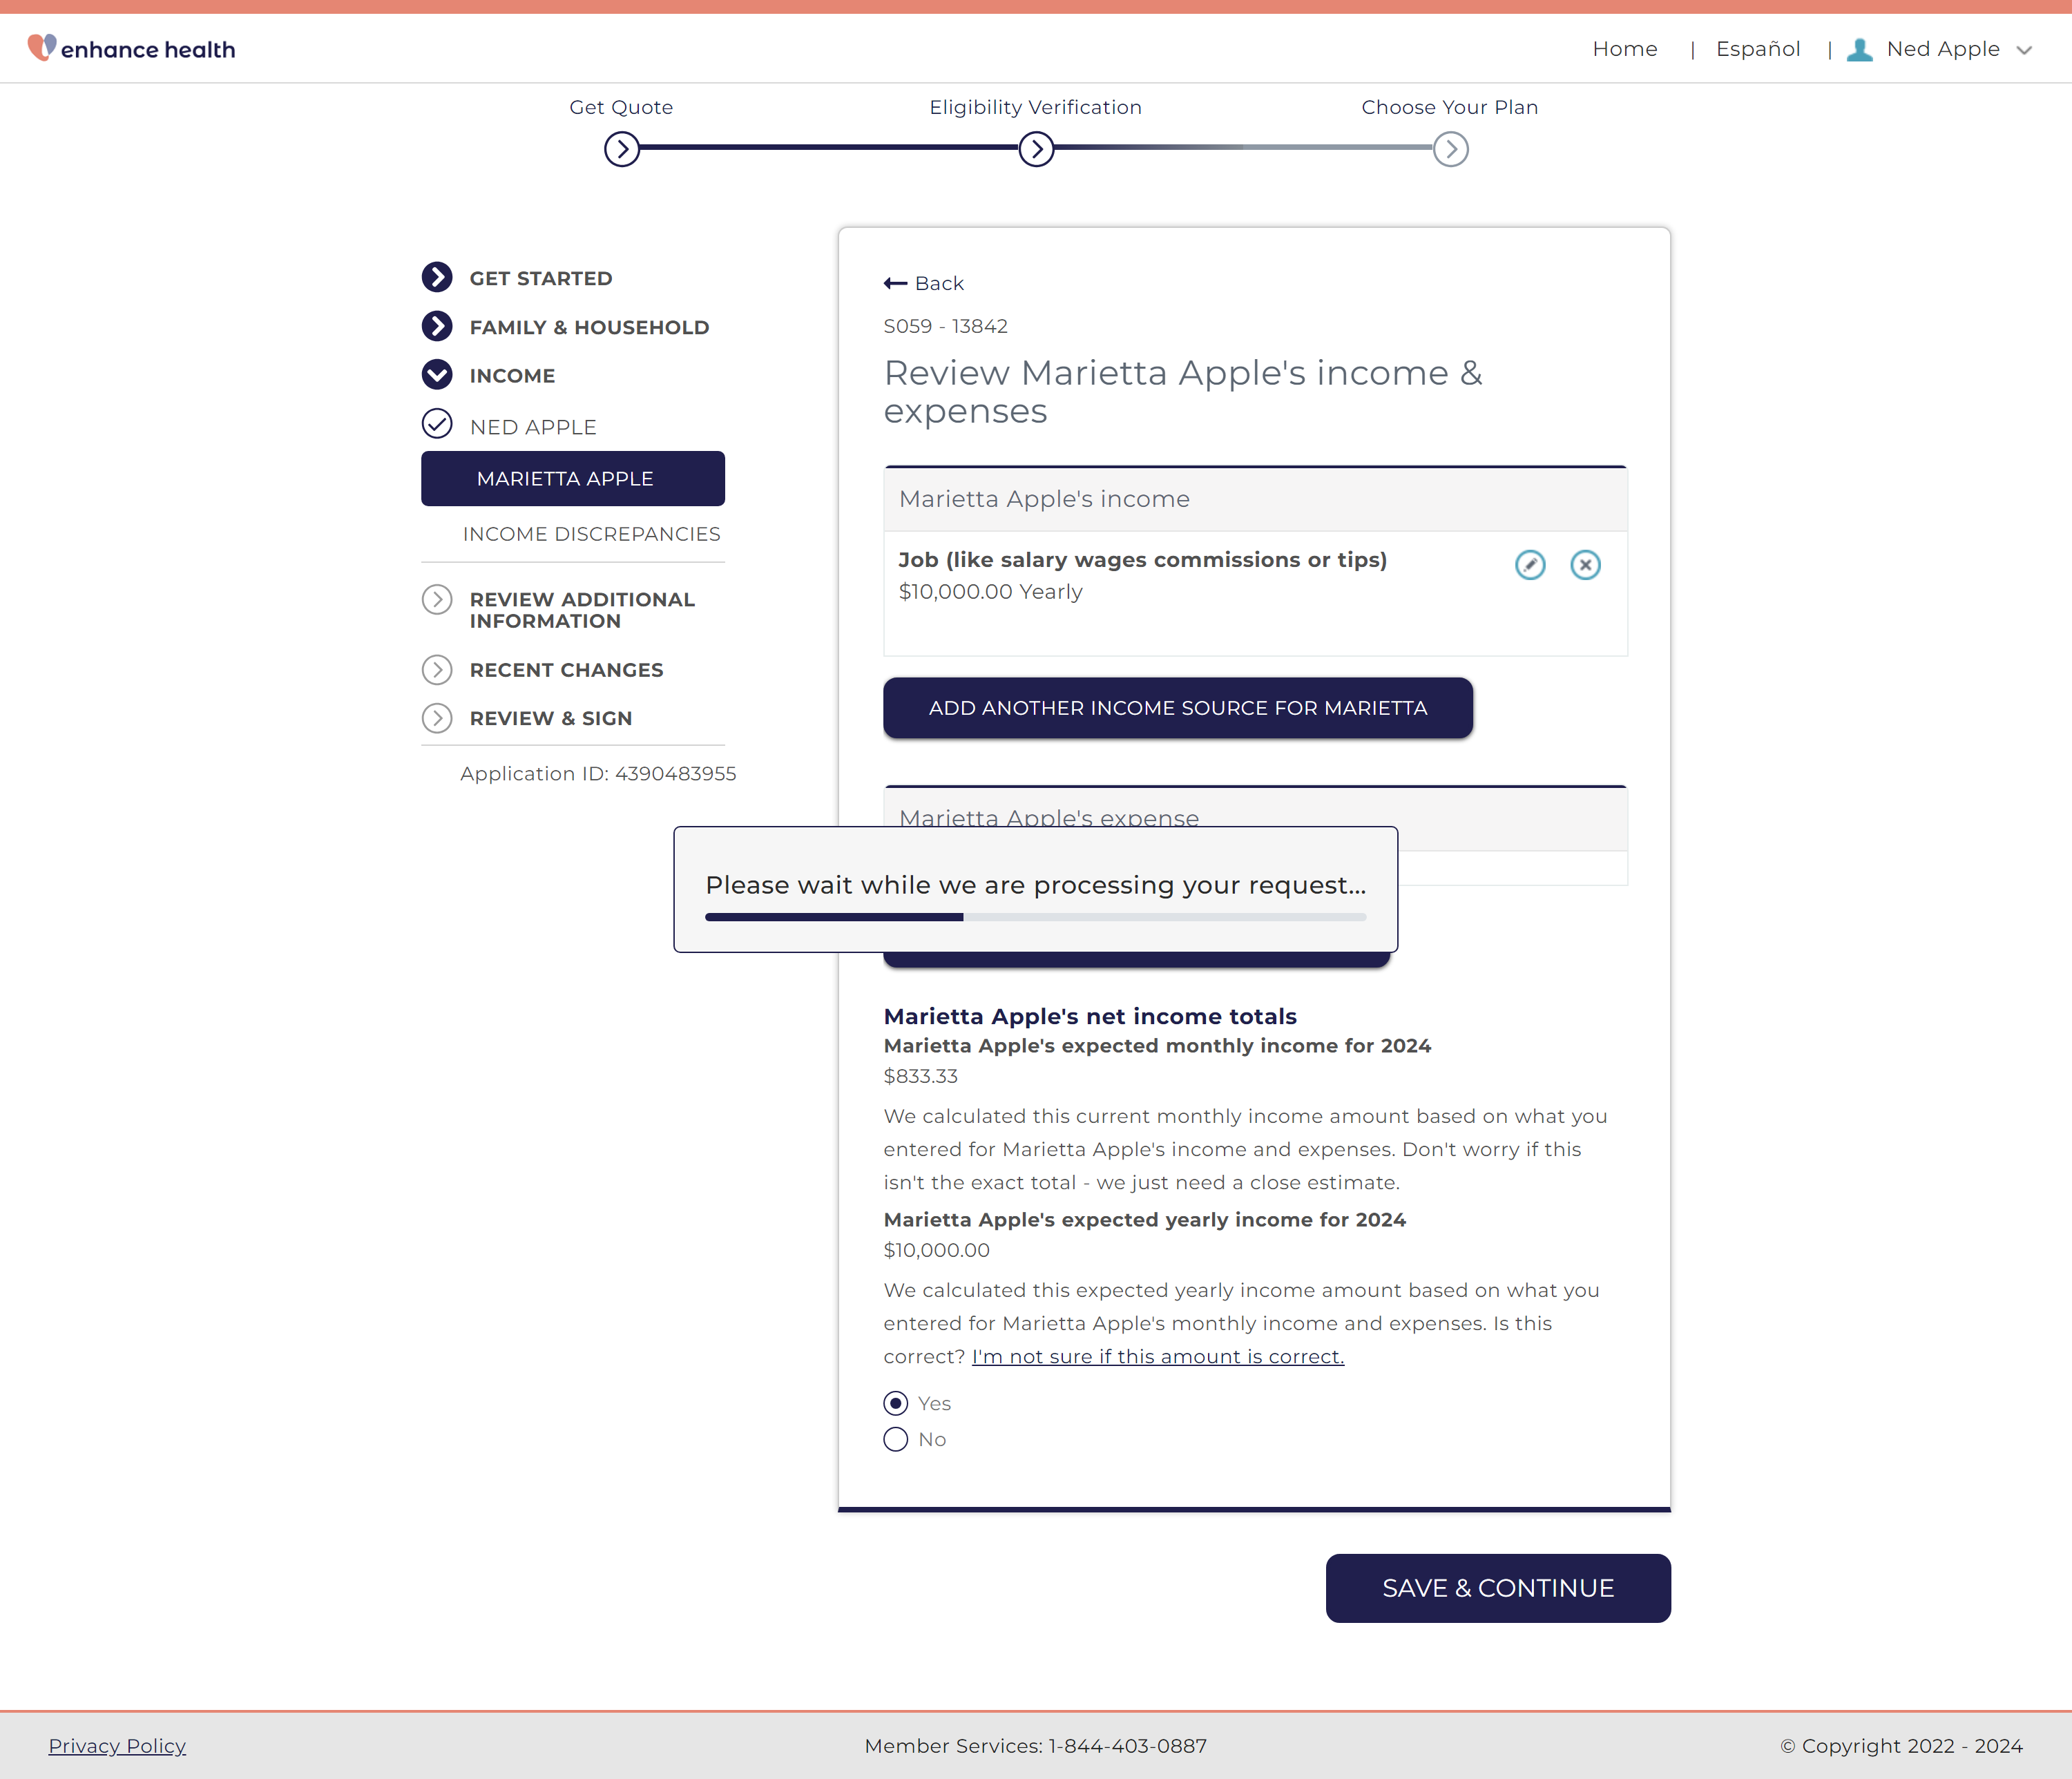 enhance health
Home | Español | Ned Apple
Get Quote
Eligibility Verification
Choose Your Plan
GET STARTED
FAMILY & HOUSEHOLD
INCOME
NED APPLE
MARIETTA APPLE
INCOME DISCREPANCIES
REVIEW ADDITIONAL
INFORMATION
RECENT CHANGES
REVIEW & SIGN
Application ID: 4390483955
Back
S059 - 13842
Review Marietta Apple's income &
expenses
Marietta Apple's income
Job (like salary wages commissions or tips)
$10,000.00 Yearly
ADD ANOTHER INCOME SOURCE FOR MARIETTA
Marietta Apple's expense
Please wait while we are processing your request...
Marietta Apple's net income totals
Marietta Apple's expected monthly income for 2024
$833.33
We calculated this current monthly income amount based on what you
entered for Marietta Apple's income and expenses. Don't worry if this
isn't the exact total - we just need a close estimate.
Marietta Apple's expected yearly income for 2024
$10,000.00
We calculated this expected yearly income amount based on what you
entered for Marietta Apple's monthly income and expenses. Is this
correct? I'm not sure if this amount is correct.
Yes
No
SAVE & CONTINUE
Privacy Policy
Member Services: 1-844-403-0887
© Copyright 2022 - 2024